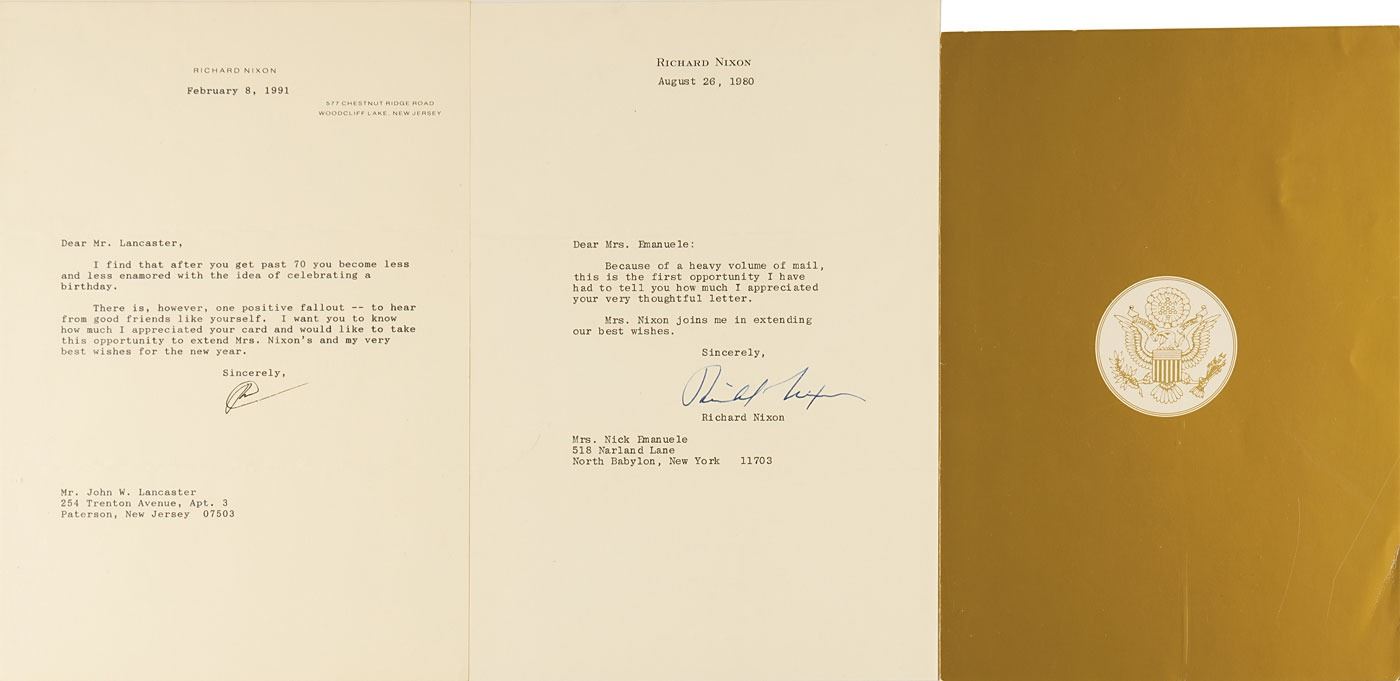 RICHARD NIXON
February 8, 1991
577 CHESTNUT RIDGE ROAD
WOODCLIFF LAKE, NEW JERSEY
Dear Mr. Lancaster,
I find that after you get past 70 you become less
and less enamored with the idea of celebrating a
birthday.
There is, however, one positive fallout -- to hear
from good friends like yourself.  I want you to know
how much I appreciated your card and would like to take
this opportunity to extend Mrs. Nixon's and my very
best wishes for the new year.
Sincerely,
Mr. John W. Lancaster
254 Trenton Avenue, Apt. 3
Paterson, New Jersey  07503
RICHARD NIXON
August 26, 1980
Dear Mrs. Emanuele:
Because of a heavy volume of mail,
this is the first opportunity I have
had to tell you how much I appreciated
your very thoughtful letter.
Mrs. Nixon joins me in extending
our best wishes.
Sincerely,
Richard Nixon
Richard Nixon
Mrs. Nick Emanuele
518 Narland Lane
North Babylon, New York   11703